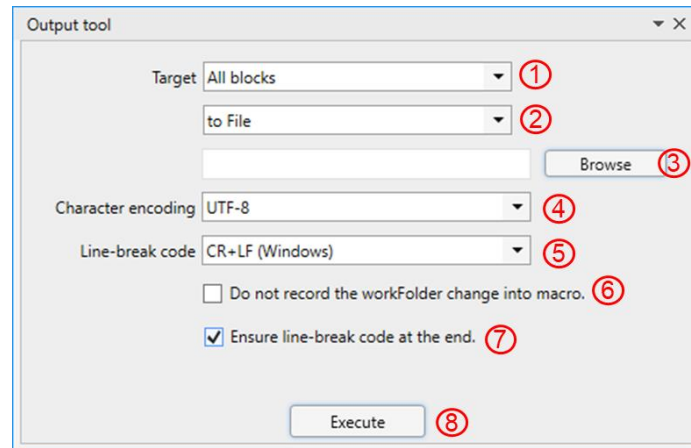 Output tool
Target All blocks ①
to File ②
Browse ③
Character encoding UTF-8 ④
Line-break code CR+LF (Windows) ⑤
Do not record the workFolder change into macro. ⑥
Ensure line-break code at the end. ⑦
Execute ⑧